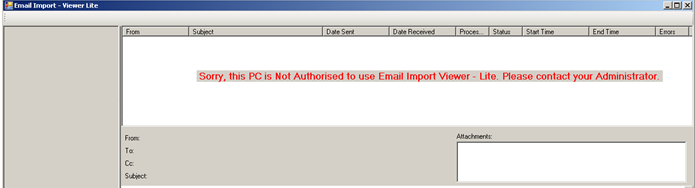 Email Import - Viewer Lite
From Subject Date Sent Date Received Proces... Status Start Time End Time Errors
Sorry, this PC is Not Authorised to use Email Import Viewer - Lite. Please contact your Administrator.
From:
Attachments:
To:
Cc:
Subject: